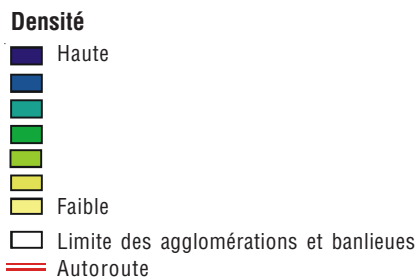 Densité
Haute
Faible
Limite des agglomérations et banlieues
Autoroute